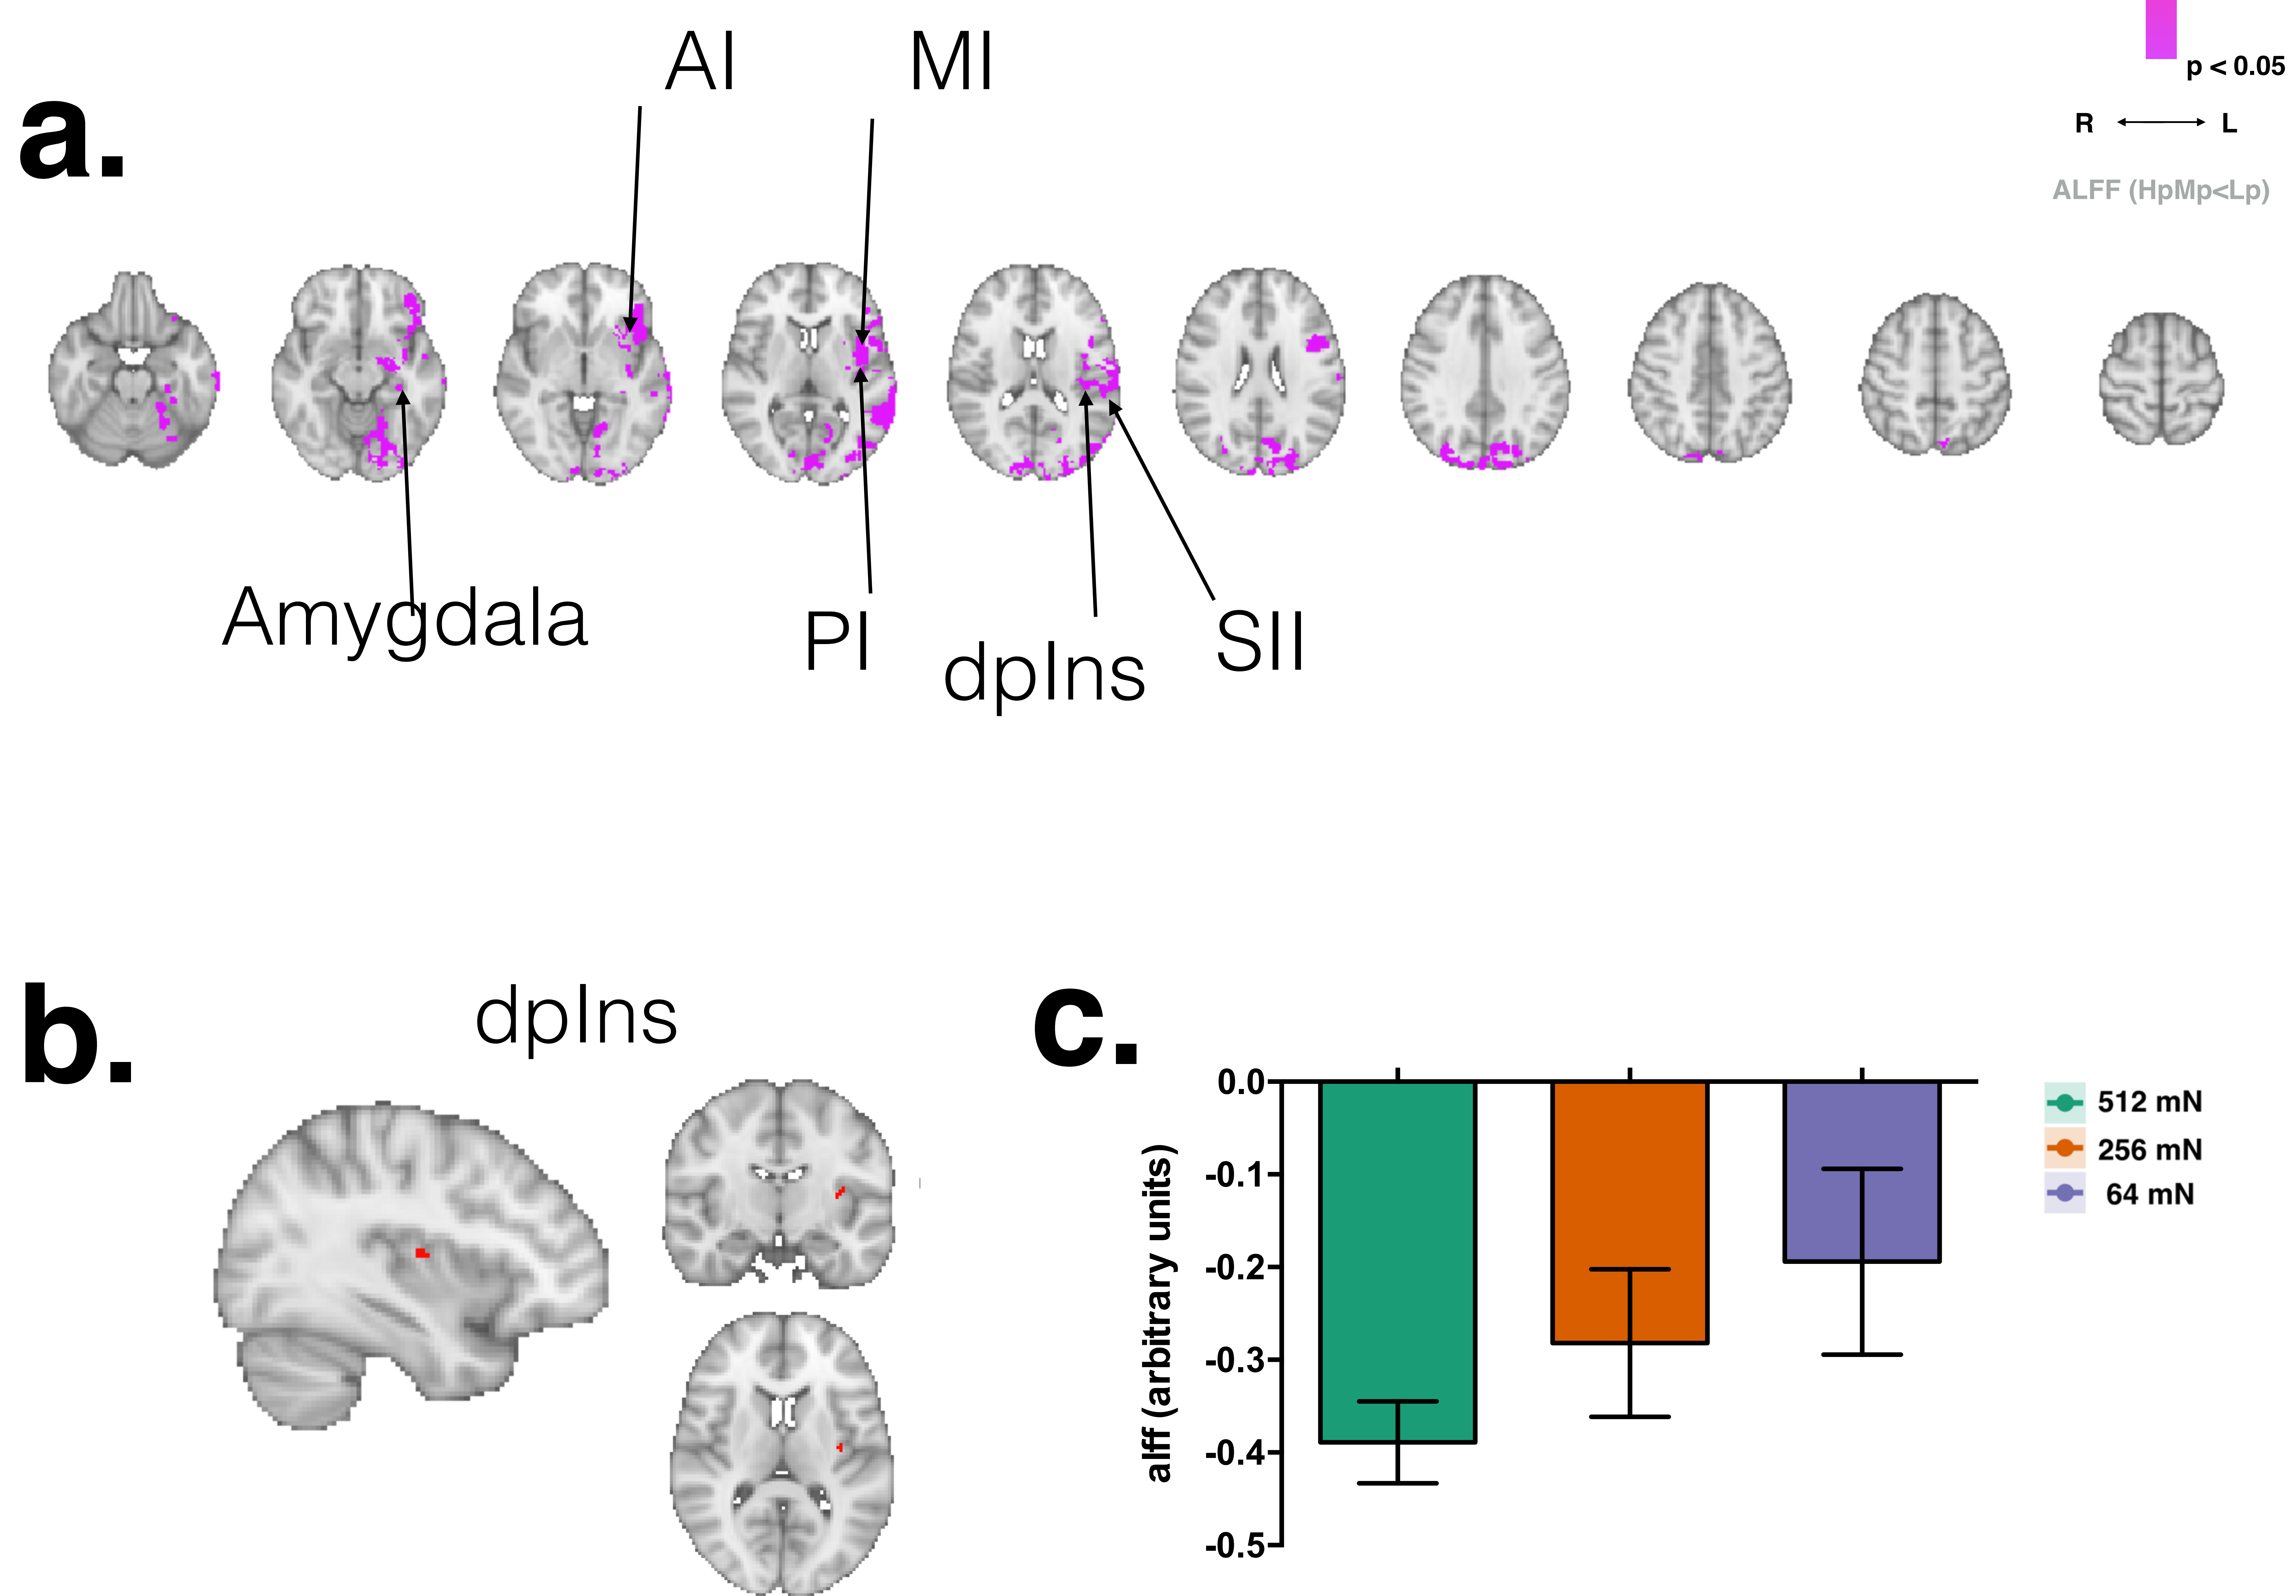 a.
AI
MI
p < 0.05
R L
ALFF (HpMp<Lp)
Amygdala
PI
dpIns
SII
b.
dpIns
c.
0.0
-0.1
-0.2
-0.3
-0.4
-0.5
alff (arbitrary units)
512 mN
256 mN
64 mN